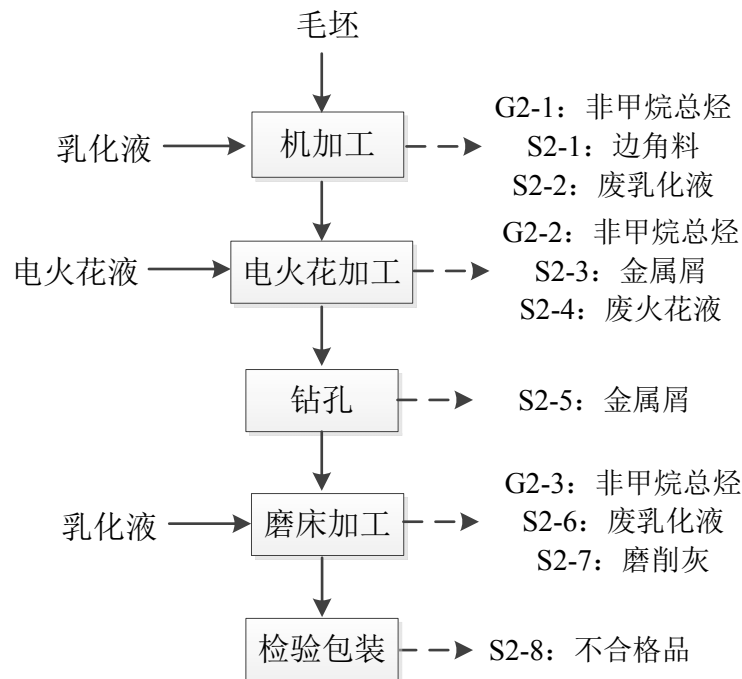 毛坯
乳化液
机加工
G2-1：非甲烷总烃
S2-1：边角料
S2-2：废乳化液
电火花液
电火花加工
G2-2：非甲烷总烃
S2-3：金属屑
S2-4：废火花液
钻孔
S2-5：金属屑
乳化液
磨床加工
G2-3：非甲烷总烃
S2-6：废乳化液
S2-7：磨削灰
检验包装
S2-8：不合格品